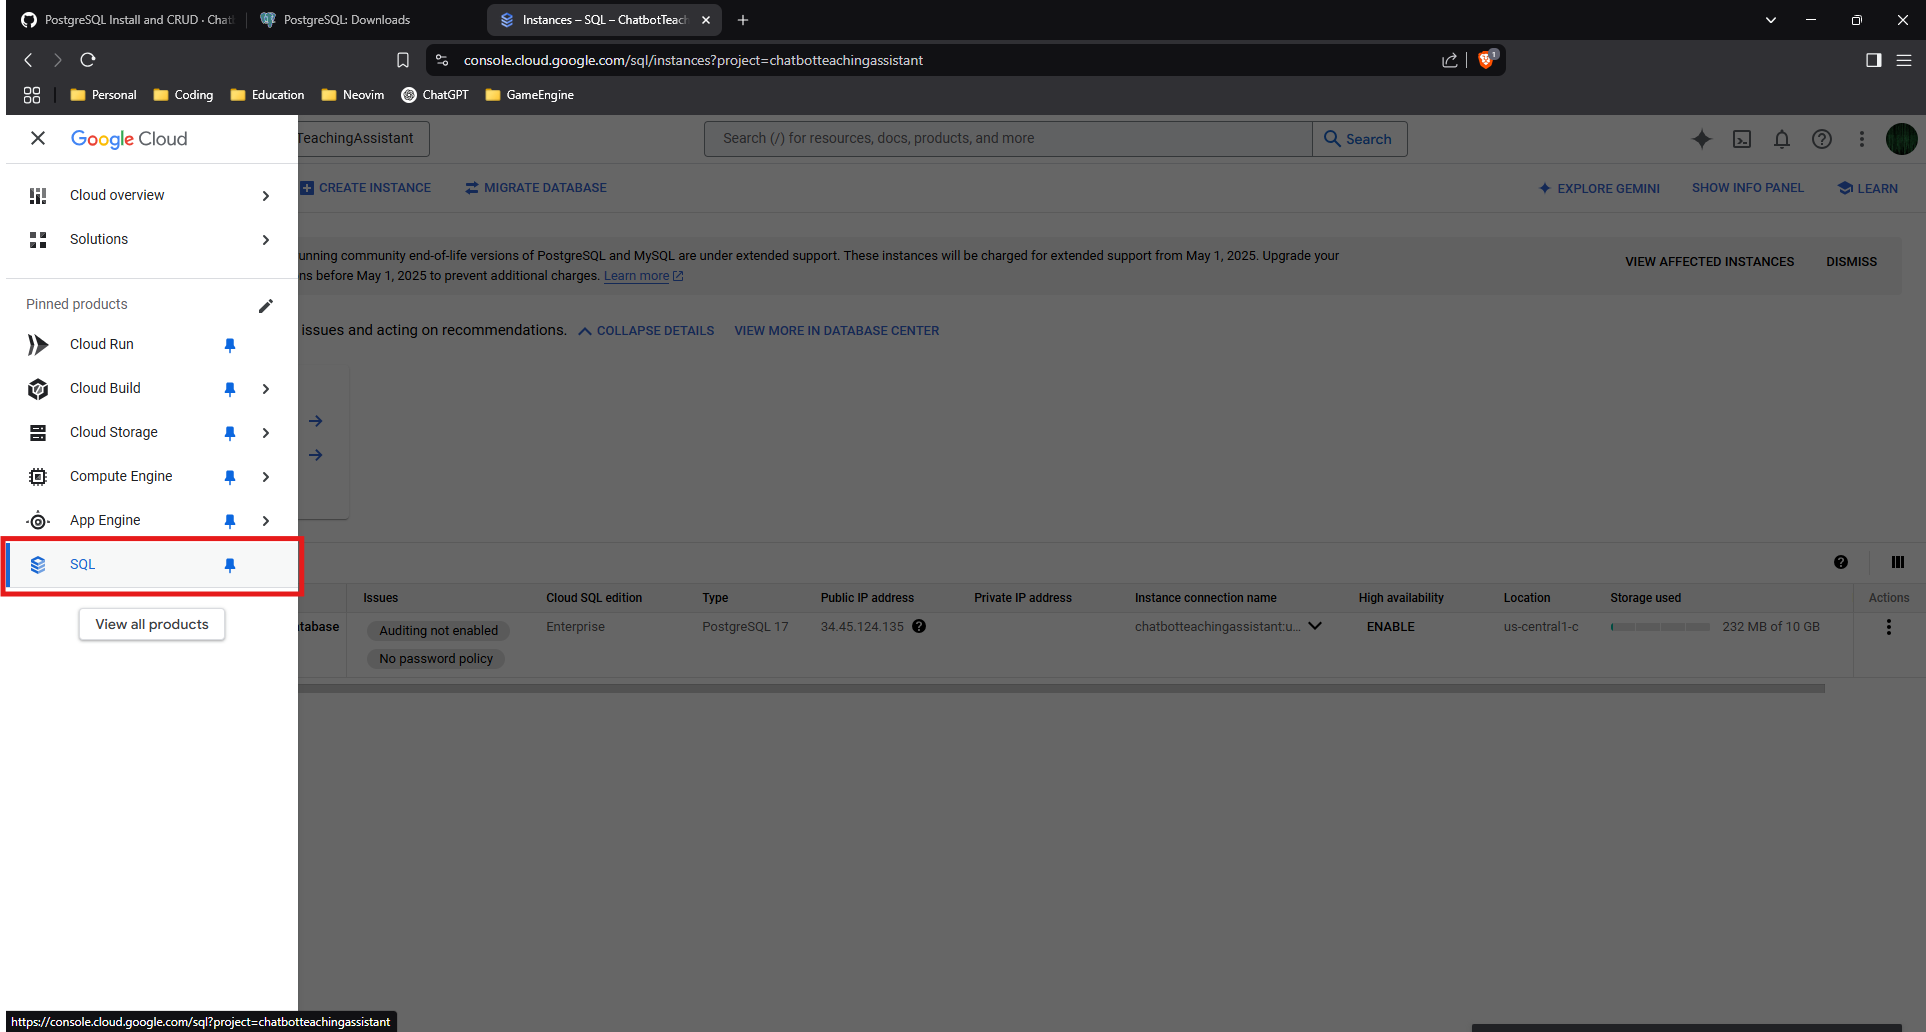 PostgreSQL Install and CRUD · Chat
PostgreSQL: Downloads
Instances – SQL – ChatbotTeach
console.cloud.google.com/sql/instances?project=chatbotteachingassistant
1
Personal
Coding
Education
Neovim
ChatGPT
GameEngine
Google Cloud
TeachingAssistant
Search (/) for resources, docs, products, and more
Search
Cloud overview
Solutions
CREATE INSTANCE
MIGRATE DATABASE
EXPLORE GEMINI
SHOW INFO PANEL
LEARN
unning community end-of-life versions of PostgreSQL and MySQL are under extended support. These instances will be charged for extended support from May 1, 2025. Upgrade your
ns before May 1, 2025 to prevent additional charges. Learn more
VIEW AFFECTED INSTANCES
DISMISS
issues and acting on recommendations.
COLLAPSE DETAILS
VIEW MORE IN DATABASE CENTER
Pinned products
Cloud Run
Cloud Build
Cloud Storage
Compute Engine
App Engine
SQL
View all products
Issues
Cloud SQL edition
Type
Public IP address
Private IP address
Instance connection name
High availability
Location
Storage used
Actions
tabase
Auditing not enabled
No password policy
Enterprise
PostgreSQL 17
34.45.124.135
chatbotteachingassistant:u...
ENABLE
us-central1-c
232 MB of 10 GB
https://console.cloud.google.com/sql?project=chatbotteachingassistant